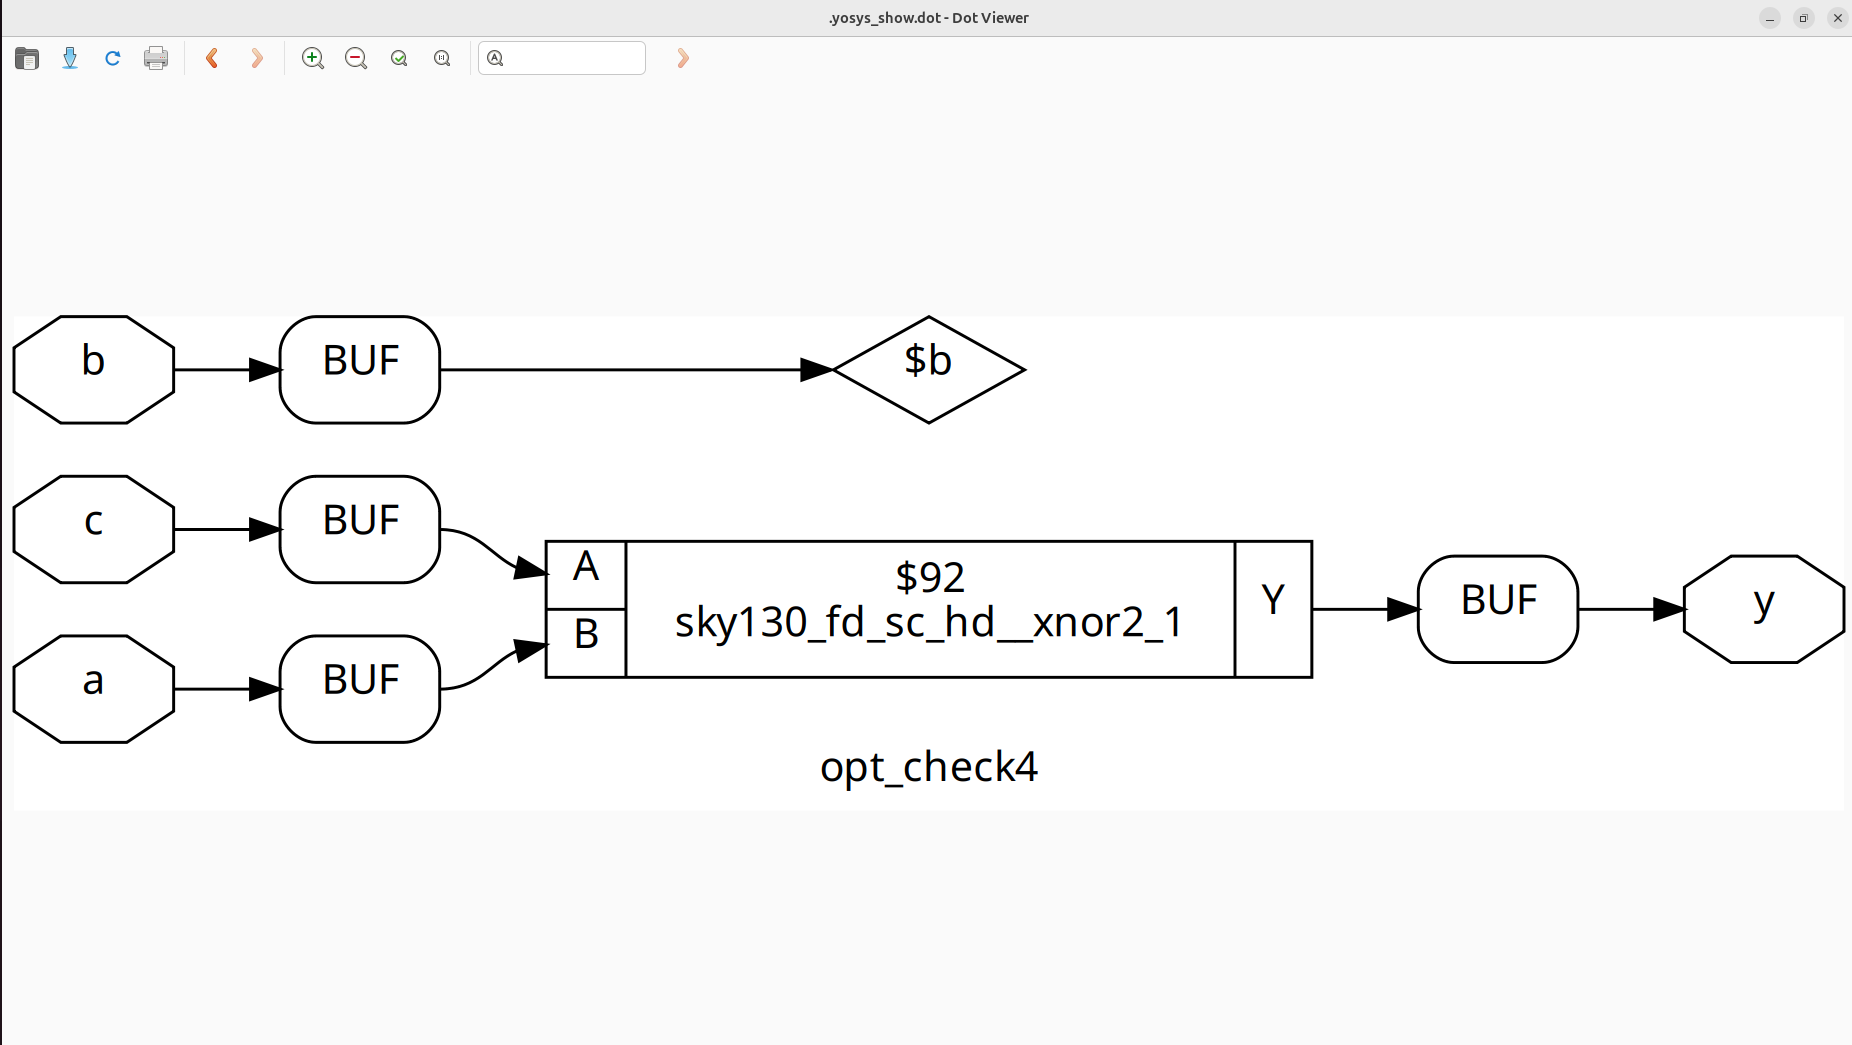 .yosys_show.dot - Dot Viewer
b
BUF
$b
c
BUF
a
BUF
A
B
$92
sky130_fd_sc_hd__xnor2_1
Y
BUF
y
opt_check4